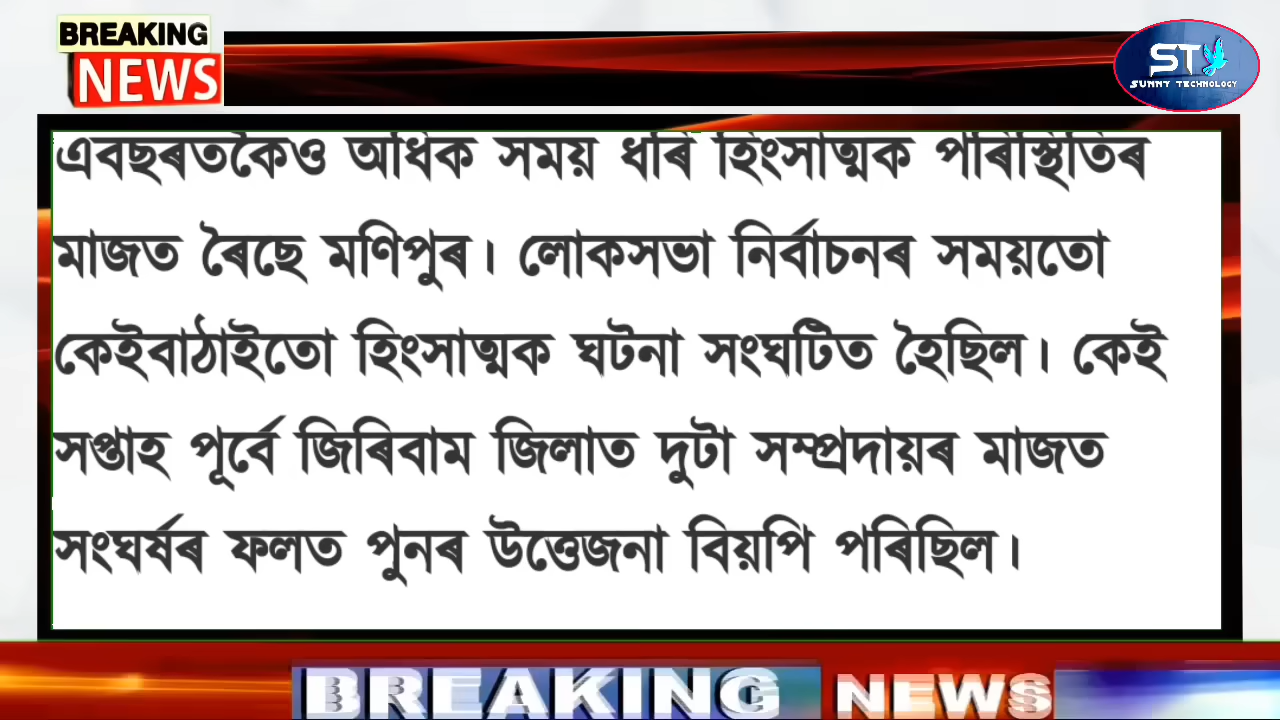 BREAKING
NEWS
ST
SUNNY TECHNOLOGY
এবছৰতকৈও অধিক সময় ধৰি হিংসাত্মক পৰিস্থিতিৰ
মাজত ৰৈছে মণিপুৰ। লোকসভা নিৰ্বাচনৰ সময়তো
কেইবাঠাইতো হিংসাত্মক ঘটনা সংঘটিত হৈছিল। কেই
সপ্তাহ পূৰ্বে জিৰিবাম জিলাত দুটা সম্প্ৰদায়ৰ মাজত
সংঘৰ্ষৰ ফলত পুনৰ উত্তেজনা বিয়পি পৰিছিল।
BREAKING NEWS